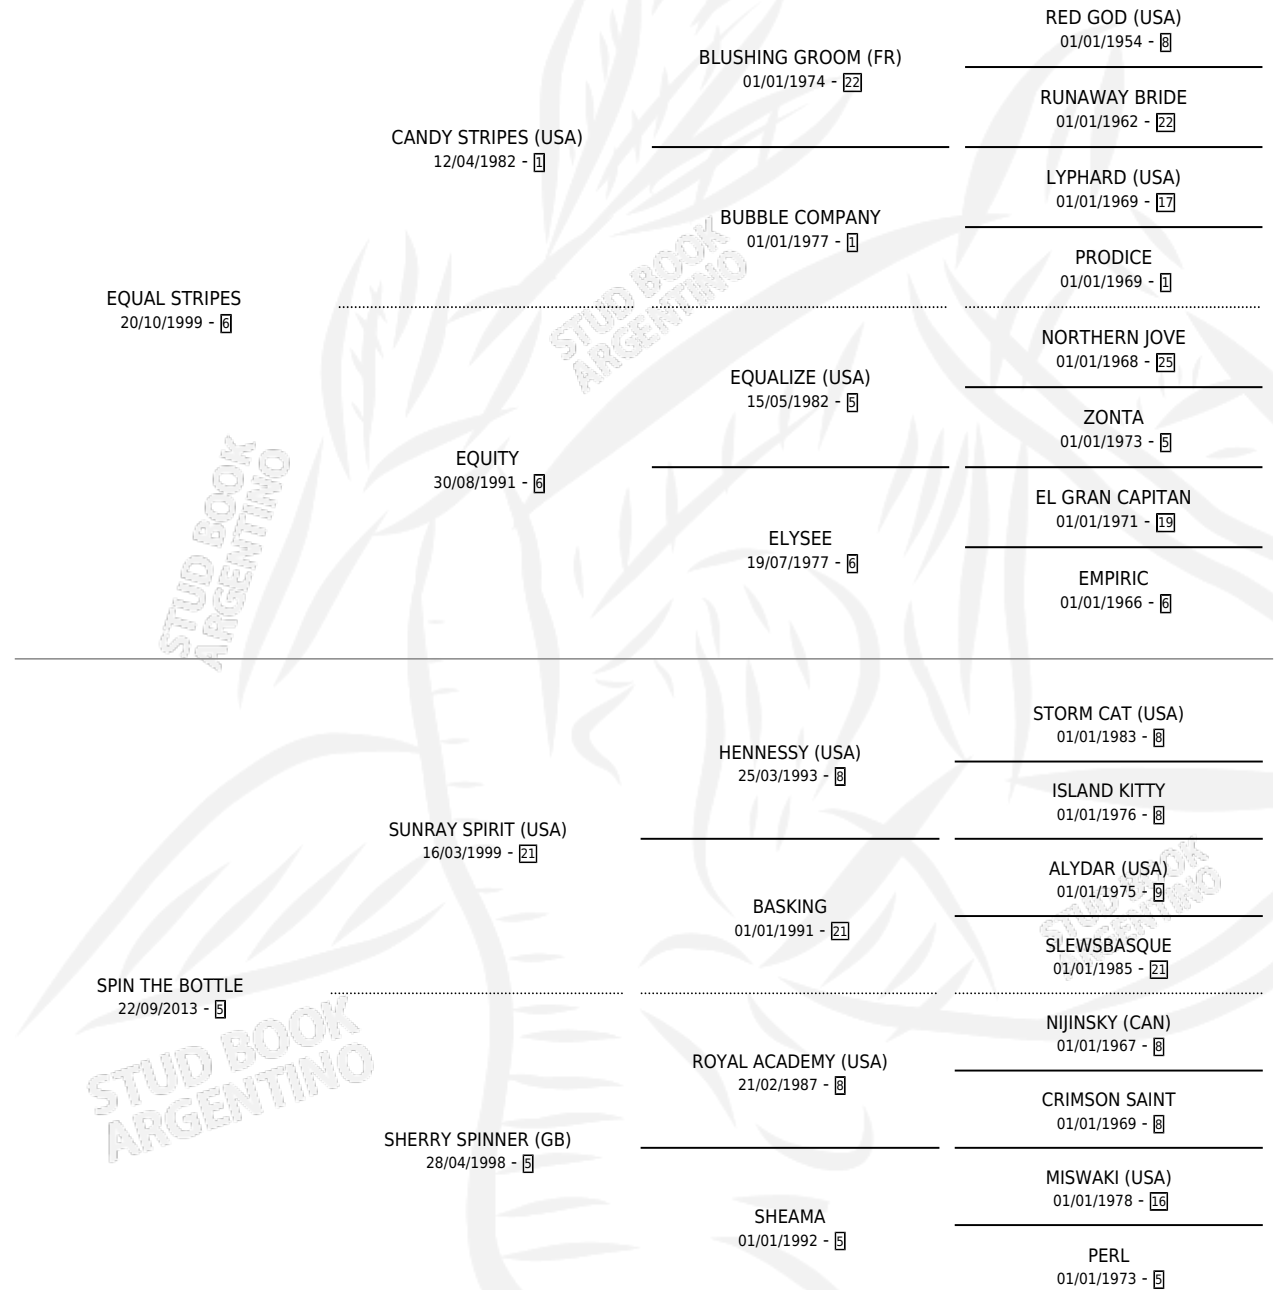 RED GOD (USA)
01/01/1954 - 8
BLUSHING GROOM (FR)
01/01/1974 - 22
RUNAWAY BRIDE
01/01/1962 - 22
CANDY STRIPES (USA)
12/04/1982 - 1
LYPHARD (USA)
01/01/1969 - 17
BUBBLE COMPANY
01/01/1977 - 1
PRODICE
01/01/1969 - 1
EQUAL STRIPES
20/10/1999 - 6
NORTHERN JOVE
01/01/1968 - 25
EQUALIZE (USA)
15/05/1982 - 5
ZONTA
01/01/1973 - 5
EQUITY
30/08/1991 - 6
EL GRAN CAPITAN
01/01/1971 - 19
ELYSEE
19/07/1977 - 6
EMPIRIC
01/01/1966 - 6
STUD BOOK
ARGENTINO
STUD BOOK
ARGENTINO
STORM CAT (USA)
01/01/1983 - 8
HENNESSY (USA)
25/03/1993 - 8
ISLAND KITTY
01/01/1976 - 8
SUNRAY SPIRIT (USA)
16/03/1999 - 21
ALYDAR (USA)
01/01/1975 - 9
BASKING
01/01/1991 - 21
SLEWSBASQUE
01/01/1985 - 21
SPIN THE BOTTLE
22/09/2013 - 5
NIJINSKY (CAN)
01/01/1967 - 8
ROYAL ACADEMY (USA)
21/02/1987 - 8
CRIMSON SAINT
01/01/1969 - 8
SHERRY SPINNER (GB)
28/04/1998 - 5
MISWAKI (USA)
01/01/1978 - 16
SHEAMA
01/01/1992 - 5
PERL
01/01/1973 - 5
STUD BOOK
ARGENTINO
STUD BOOK
ARGENTINO